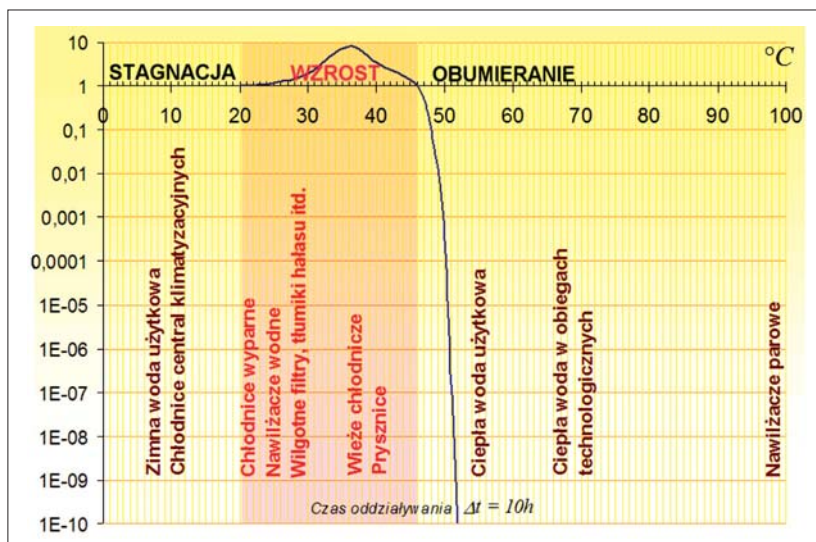 °C
10
STAGNACJA WZROST OBUMIERANIE
1
0 10 20 30 40 50 60 70 80 90 100
0,1
0,01
0,001
0,0001
1E-05
1E-06
1E-07
1E-08
1E-09
1E-10
Zimna woda użytkowa
Chłodnice central klimatyzacyjnych
Chłodnice wyparne
Nawilżacze wodne
Wilgotne filtry, tłumiki hałasu itd.
Wieże chłodnicze
Prysznice
Ciepła woda użytkowa
Ciepła woda w obiegach
technologicznych
Nawilżacze parowe
Czas oddziaływania Δt = 10h